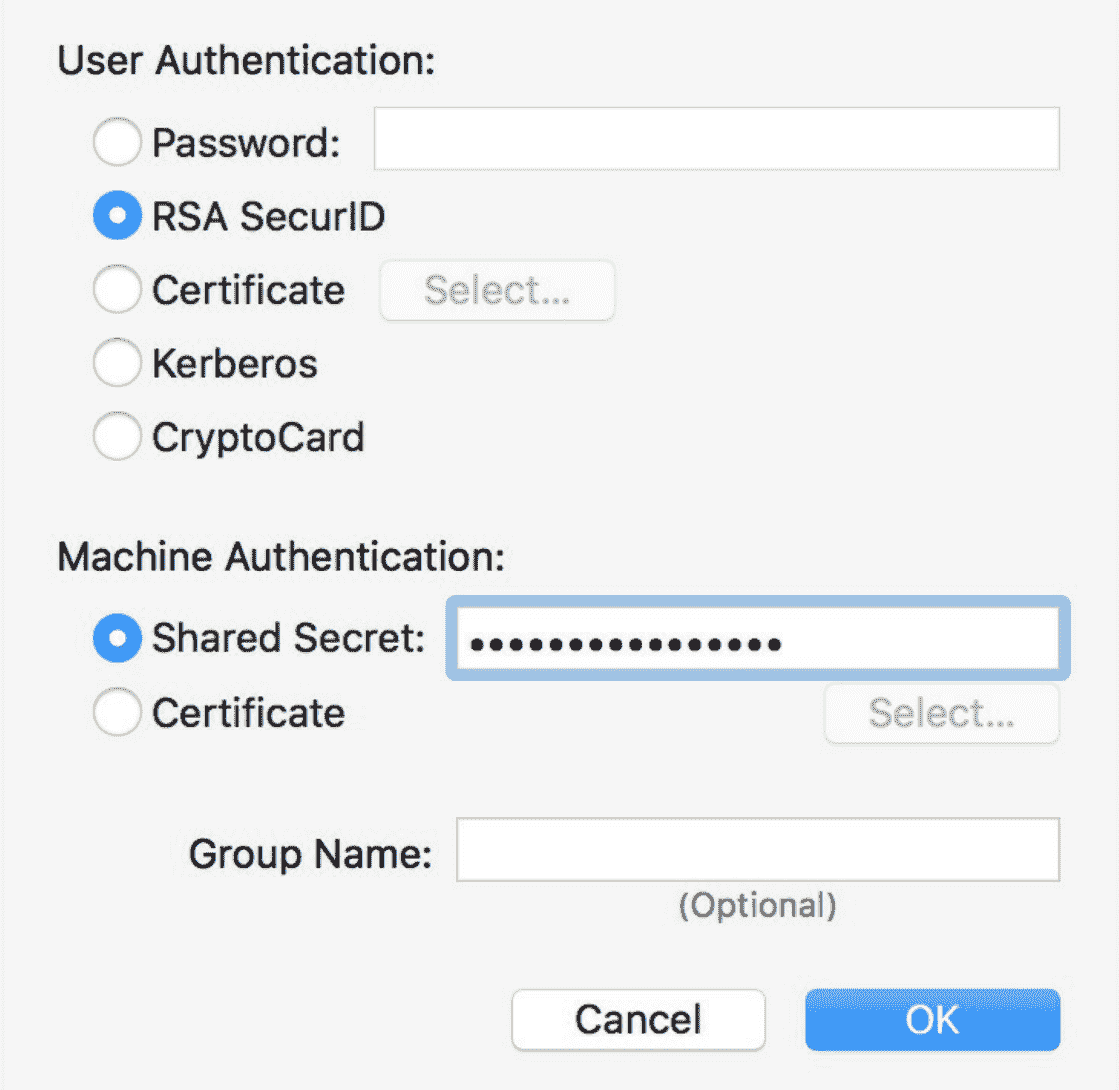 User Authentication:
Password:
RSA SecurID
Certificate Select...
Kerberos
CryptoCard
Machine Authentication:
Shared Secret: ••••••••••••••••
Certificate Select...
Group Name:
(Optional)
Cancel OK